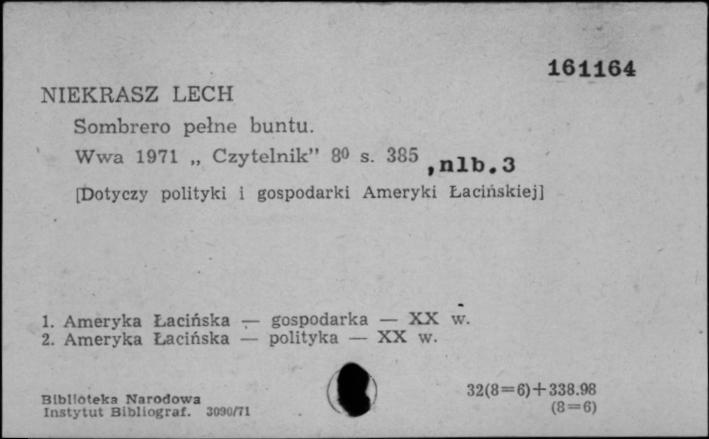 161164
NIEKRASZ LECH
Sombrero pełne buntu.
Wwa 1971 „ Czytelnik” 8⁰ s. 385 ,nlb.3
[Dotyczy polityki i gospodarki Ameryki Łacińskiej]
1. Ameryka Łacińska — gospodarka — XX w.
2. Ameryka Łacińska — polityka — XX w.
Biblioteka Narodowa
Instytut Bibliograf. 3090/71
32(8=6)+338.98
(8=6)